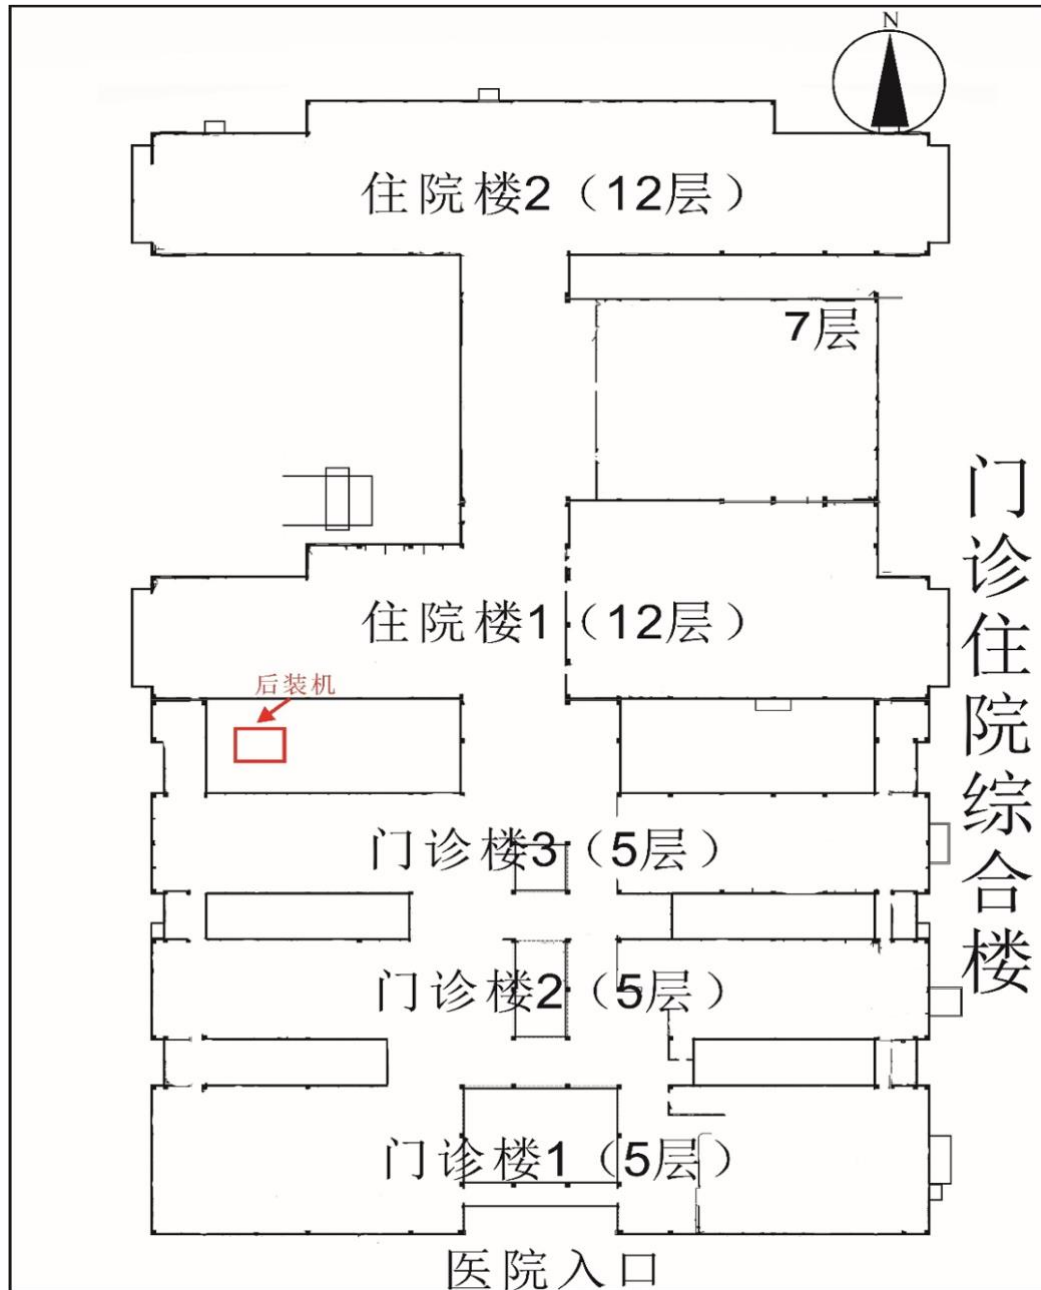 N
住院楼2（12层）
7层
住院楼1（12层）
后装机
门诊住院综合楼
门诊楼3（5层）
门诊楼2（5层）
门诊楼1（5层）
医院入口